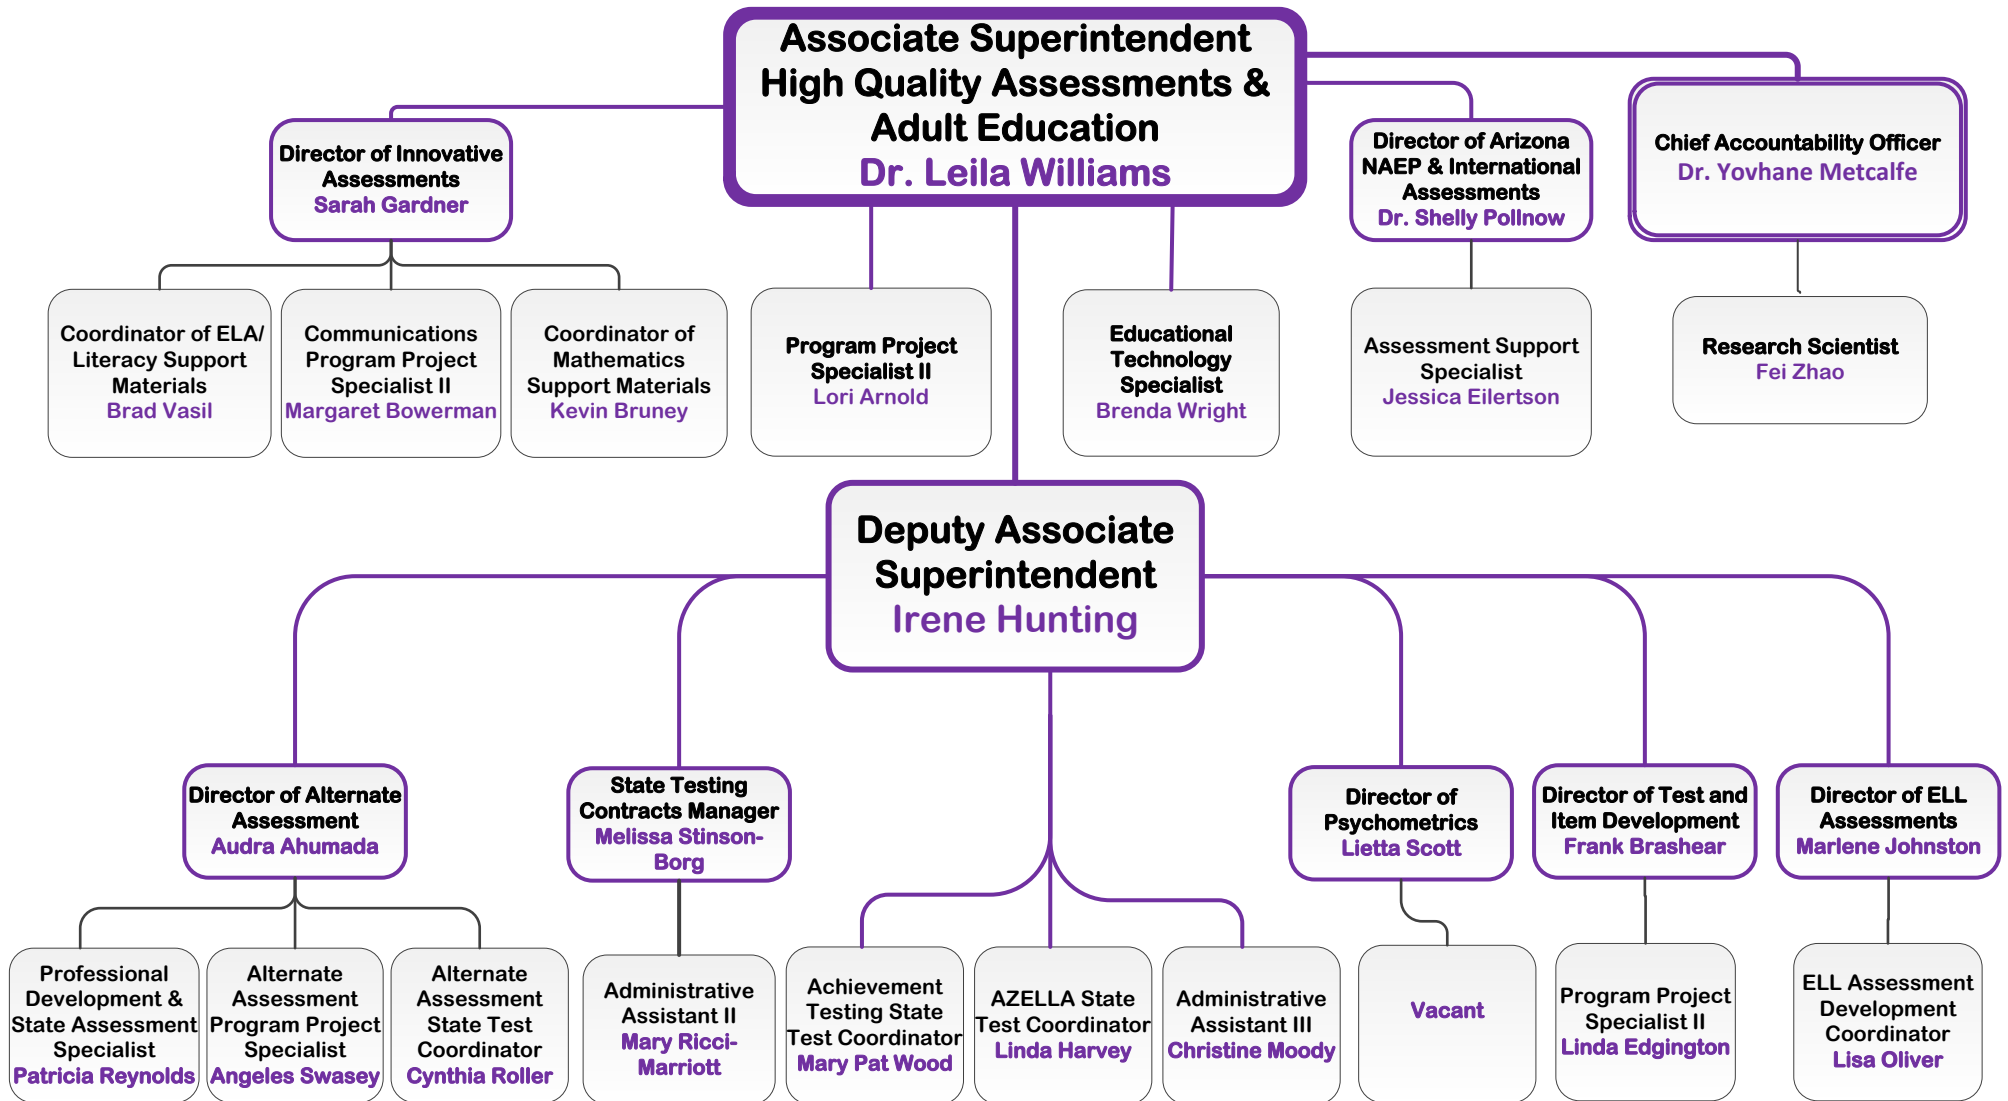 Associate Superintendent
High Quality Assessments &
Adult Education
Dr. Leila Williams
Director of Innovative
Assessments
Sarah Gardner
Director of Arizona
NAEP & International
Assessments
Dr. Shelly Pollnow
Chief Accountability Officer
Dr. Yovhane Metcalfe
Coordinator of ELA/
Literacy Support
Materials
Brad Vasil
Communications
Program Project
Specialist II
Margaret Bowerman
Coordinator of
Mathematics
Support Materials
Kevin Bruney
Program Project
Specialist II
Lori Arnold
Educational
Technology
Specialist
Brenda Wright
Assessment Support
Specialist
Jessica Eilertson
Research Scientist
Fei Zhao
Deputy Associate
Superintendent
Irene Hunting
Director of Alternate
Assessment
Audra Ahumada
State Testing
Contracts Manager
Melissa Stinson-
Borg
Director of
Psychometrics
Lietta Scott
Director of Test and
Item Development
Frank Brashear
Director of ELL
Assessments
Marlene Johnston
Professional
Development &
State Assessment
Specialist
Patricia Reynolds
Alternate
Assessment
Program Project
Specialist
Angeles Swasey
Alternate
Assessment
State Test
Coordinator
Cynthia Roller
Administrative
Assistant II
Mary Ricci-
Marriott
Achievement
Testing State
Test Coordinator
Mary Pat Wood
AZELLA State
Test Coordinator
Linda Harvey
Administrative
Assistant III
Christine Moody
Vacant
Program Project
Specialist II
Linda Edgington
ELL Assessment
Development
Coordinator
Lisa Oliver